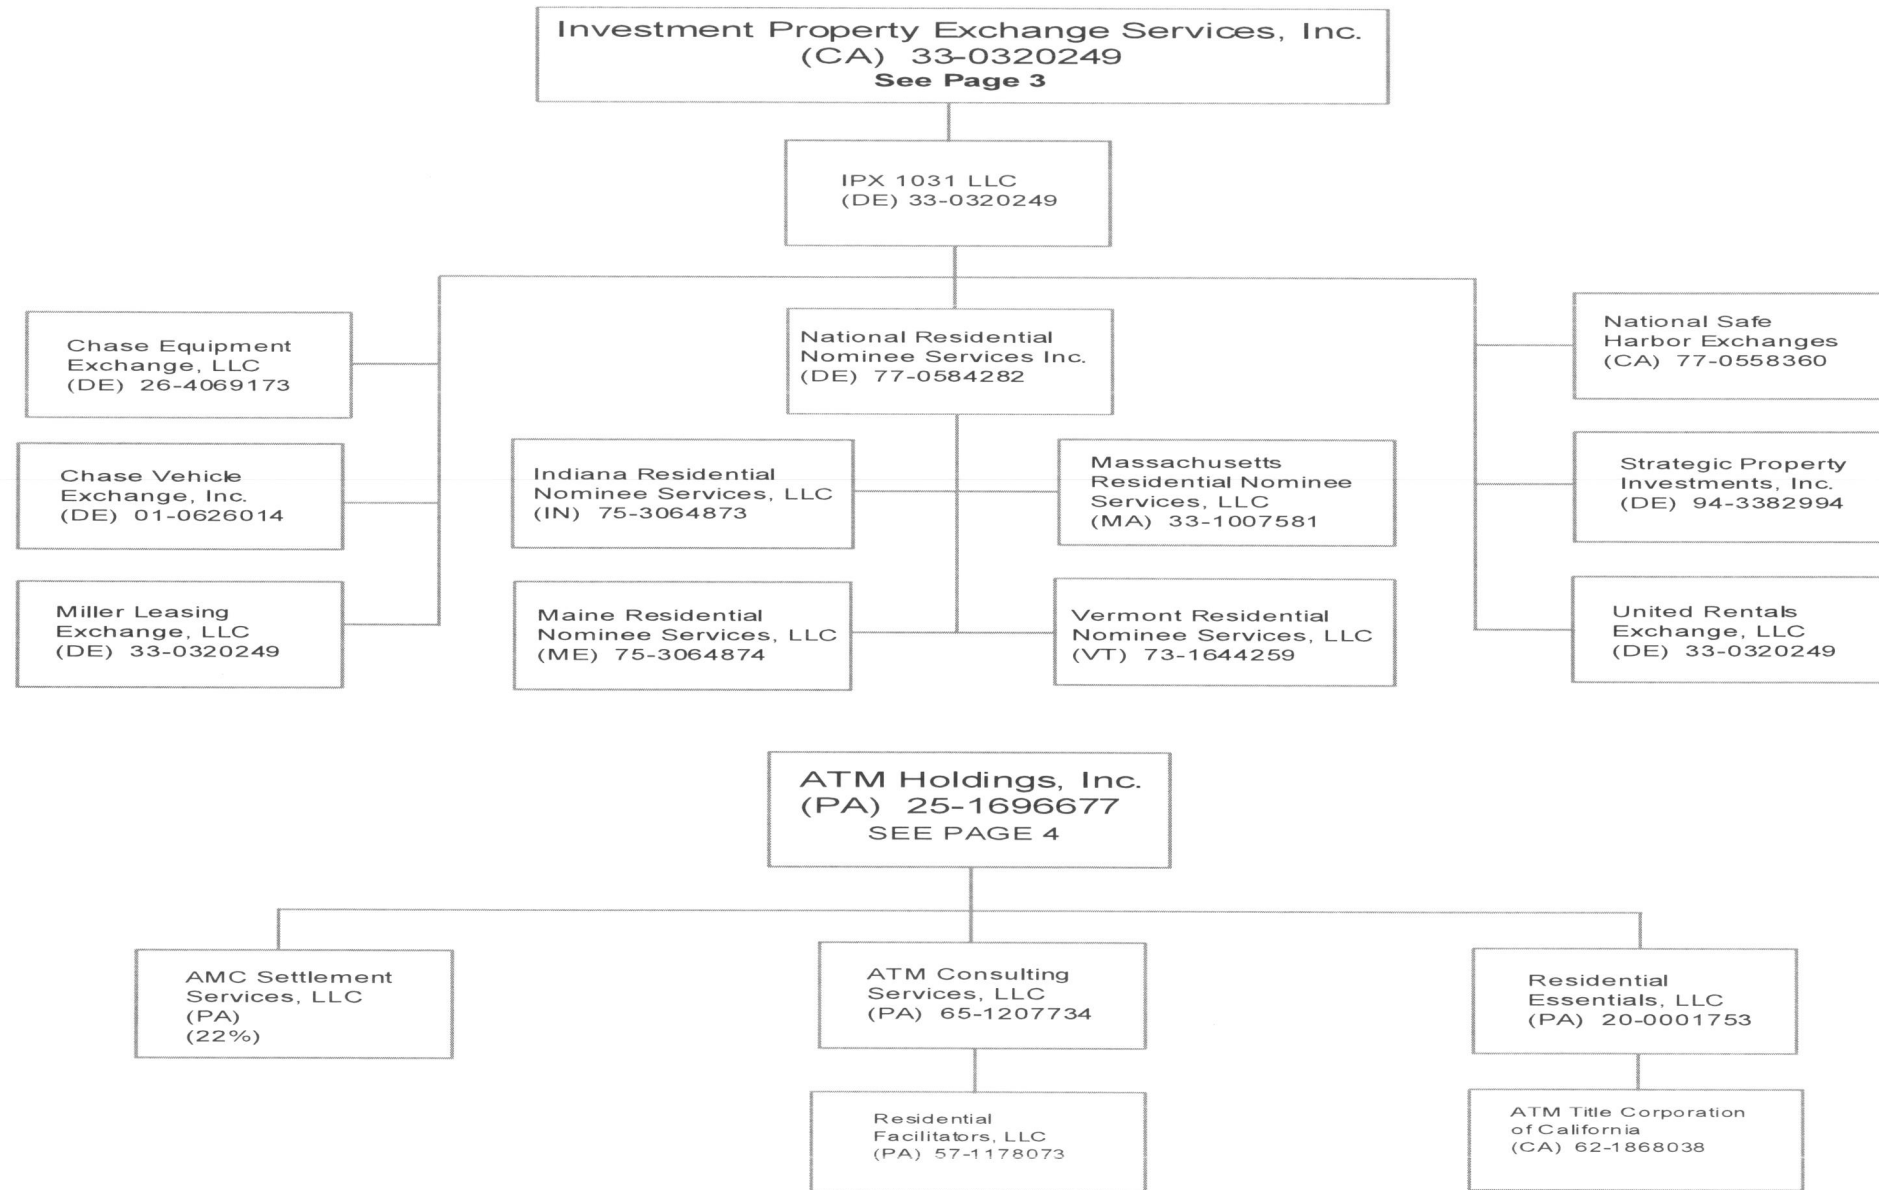 Investment Property Exchange Services, Inc.
(CA) 33-0320249
See Page 3
IPX 1031 LLC
(DE) 33-0320249
Chase Equipment
Exchange, LLC
(DE) 26-4069173
National Residential
Nominee Services Inc.
(DE) 77-0584282
National Safe
Harbor Exchanges
(CA) 77-0558360
Chase Vehicle
Exchange, Inc.
(DE) 01-0626014
Indiana Residential
Nominee Services, LLC
(IN) 75-3064873
Massachusetts
Residential Nominee
Services, LLC
(MA) 33-1007581
Strategic Property
Investments, Inc.
(DE) 94-3382994
Miller Leasing
Exchange, LLC
(DE) 33-0320249
Maine Residential
Nominee Services, LLC
(ME) 75-3064874
Vermont Residential
Nominee Services, LLC
(VT) 73-1644259
United Rentals
Exchange, LLC
(DE) 33-0320249
ATM Holdings, Inc.
(PA) 25-1696677
SEE PAGE 4
AMC Settlement
Services, LLC
(PA)
(22%)
ATM Consulting
Services, LLC
(PA) 65-1207734
Residential
Essentials, LLC
(PA) 20-0001753
Residential
Facilitators, LLC
(PA) 57-1178073
ATM Title Corporation
of California
(CA) 62-1868038